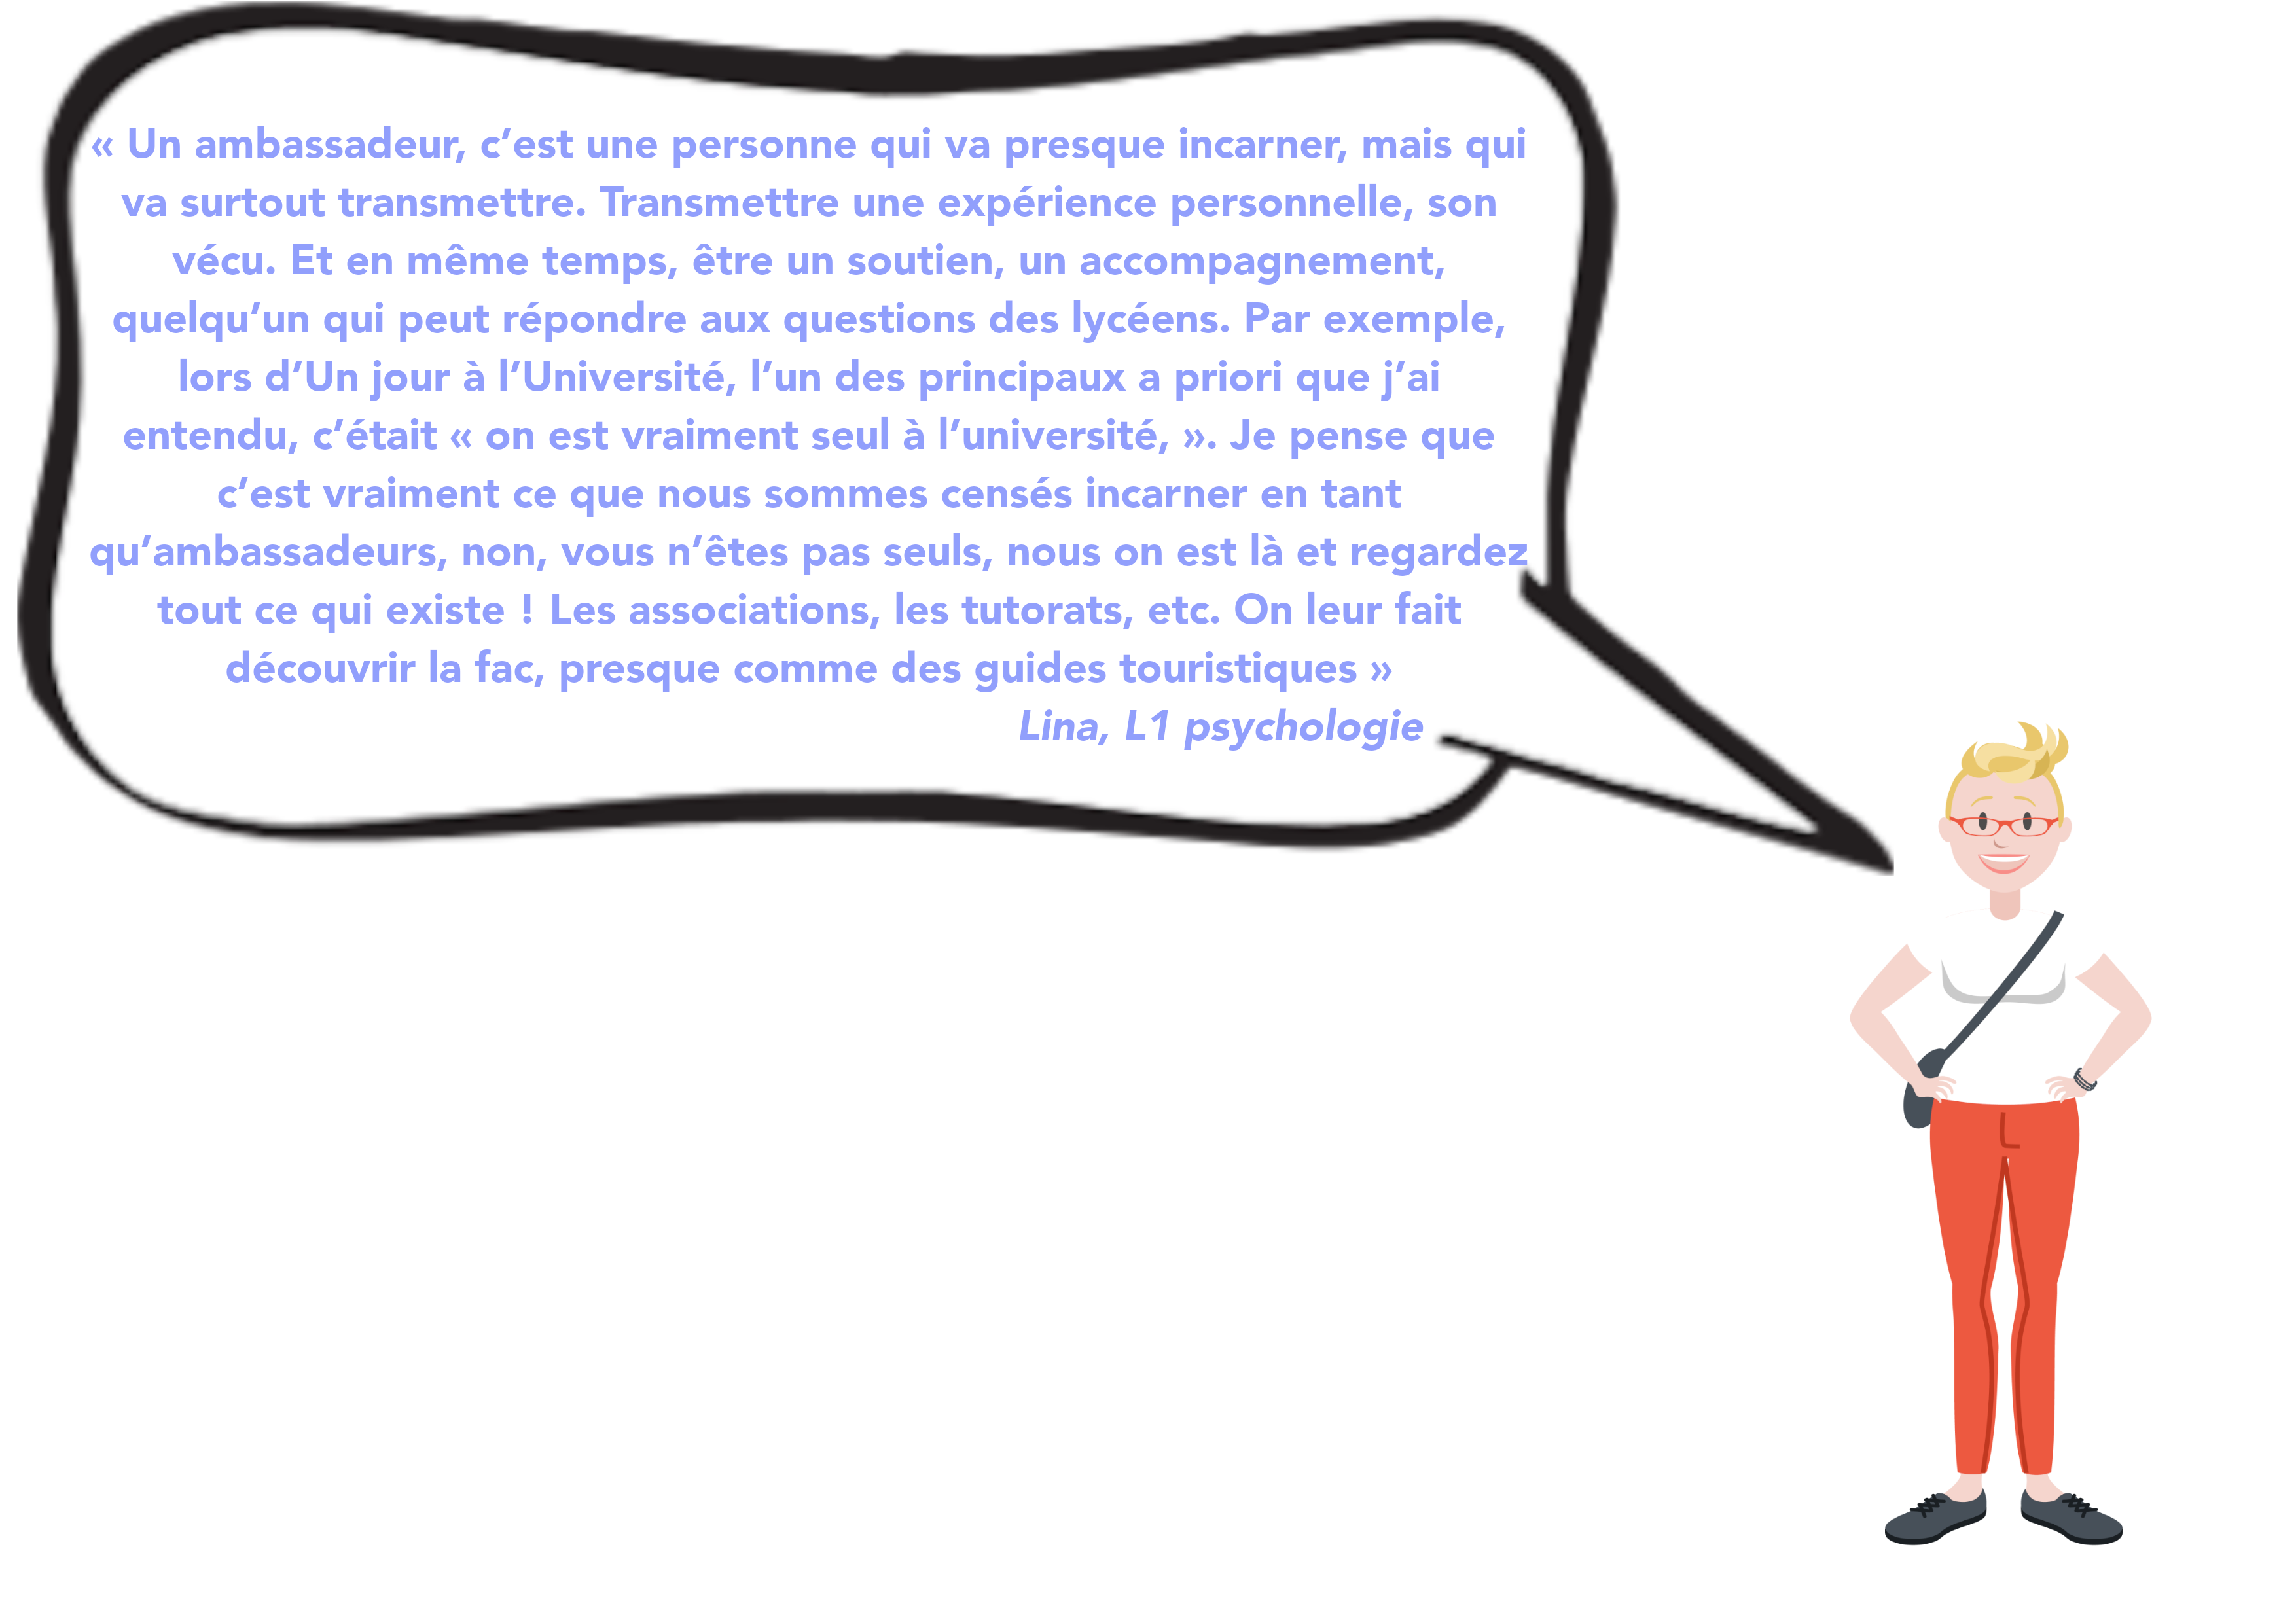 « Un ambassadeur, c’est une personne qui va presque incarner, mais qui
va surtout transmettre. Transmettre une expérience personnelle, son
vécu. Et en même temps, être un soutien, un accompagnement,
quelqu’un qui peut répondre aux questions des lycéens. Par exemple,
lors d’Un jour à l’Université, l’un des principaux a priori que j’ai
entendu, c’était « on est vraiment seul à l’université, ». Je pense que
c’est vraiment ce que nous sommes censés incarner en tant
qu’ambassadeurs, non, vous n’êtes pas seuls, nous on est là et regardez
tout ce qui existe ! Les associations, les tutorats, etc. On leur fait
découvrir la fac, presque comme des guides touristiques »
Lina, L1 psychologie